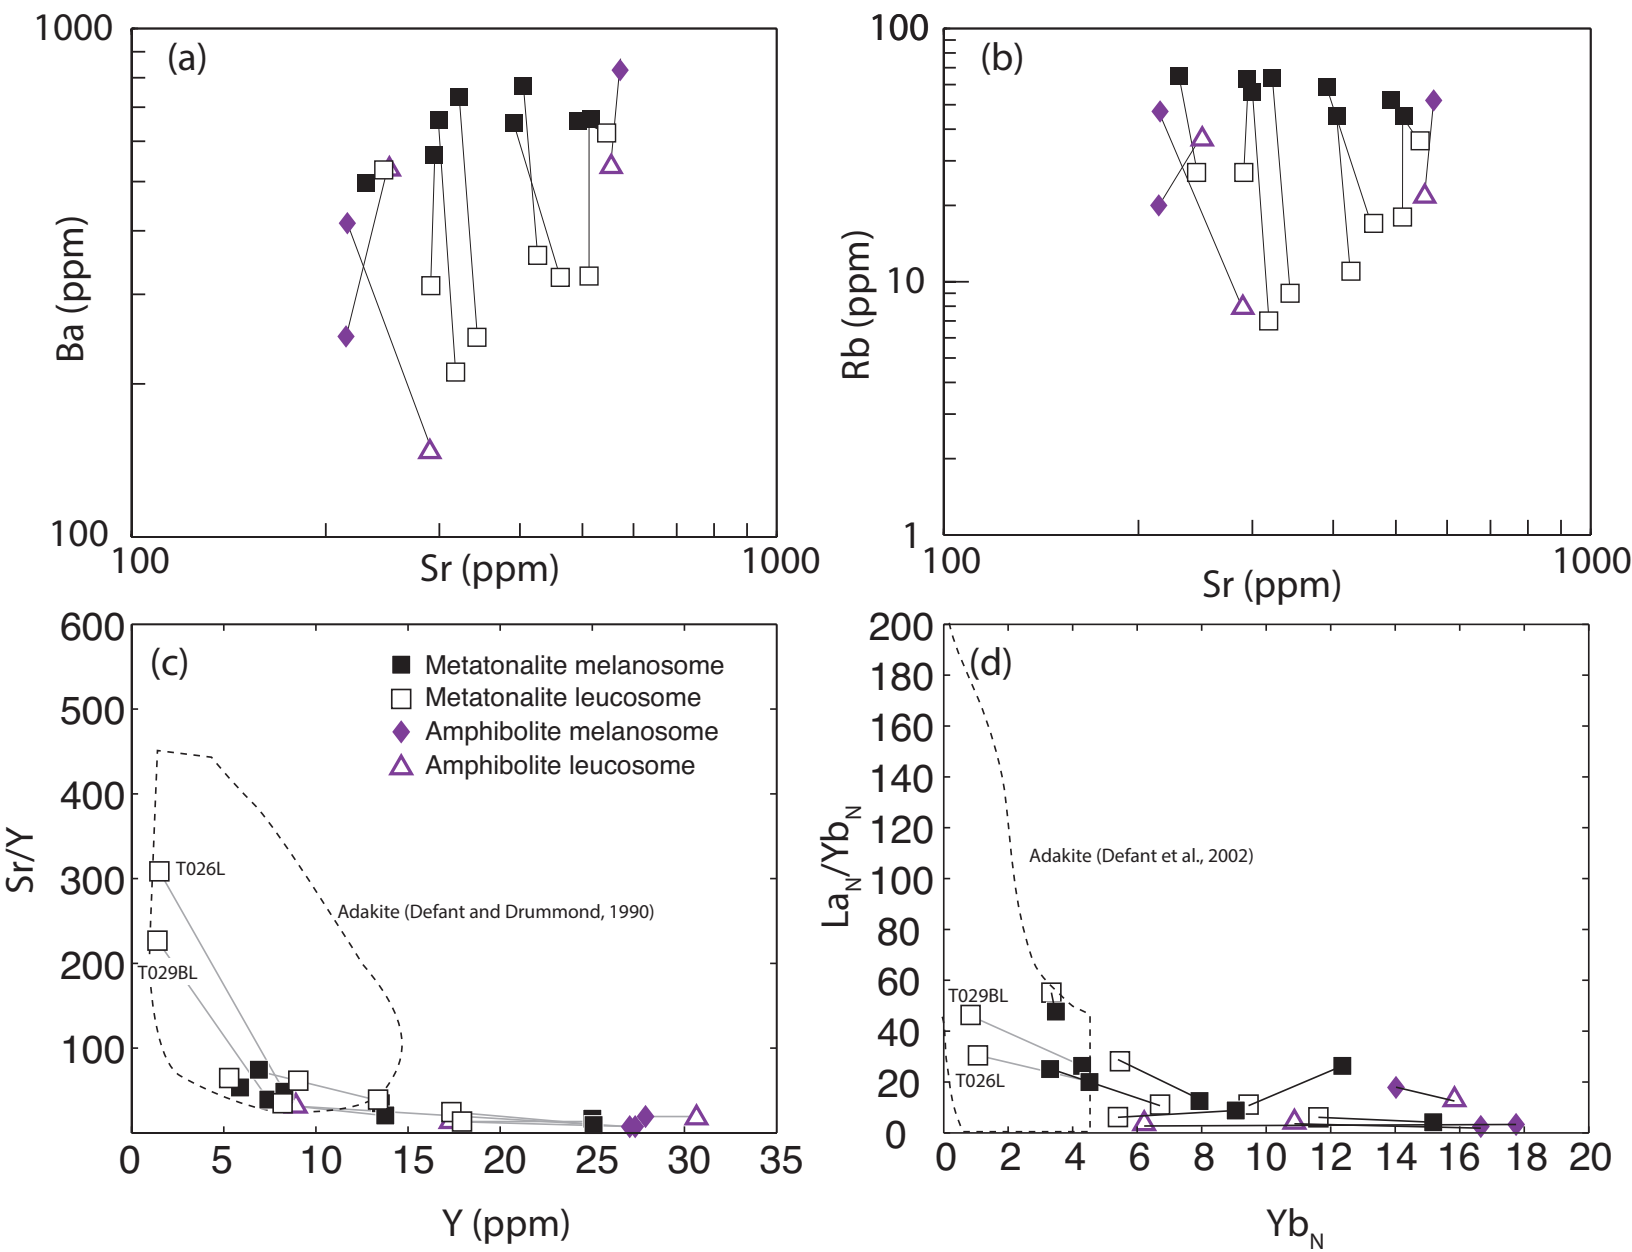 1000
(a)
Ba (ppm)
100
100
Sr (ppm)
1000
100
(b)
10
Rb (ppm)
1
100
Sr (ppm)
1000
600
(c)
500
400
300
200
100
Sr/Y
Metatonalite melanosome
Metatonalite leucosome
Amphibolite melanosome
Amphibolite leucosome
T026L
Adakite (Defant and Drummond, 1990)
T029BL
0 5 10 15 20 25 30 35
Y (ppm)
200
(d)
180
160
140
120
100
80
60
40
20
0
LaN/YbN
Adakite (Defant et al., 2002)
T029BL
T026L
0 2 4 6 8 10 12 14 16 18 20
YbN